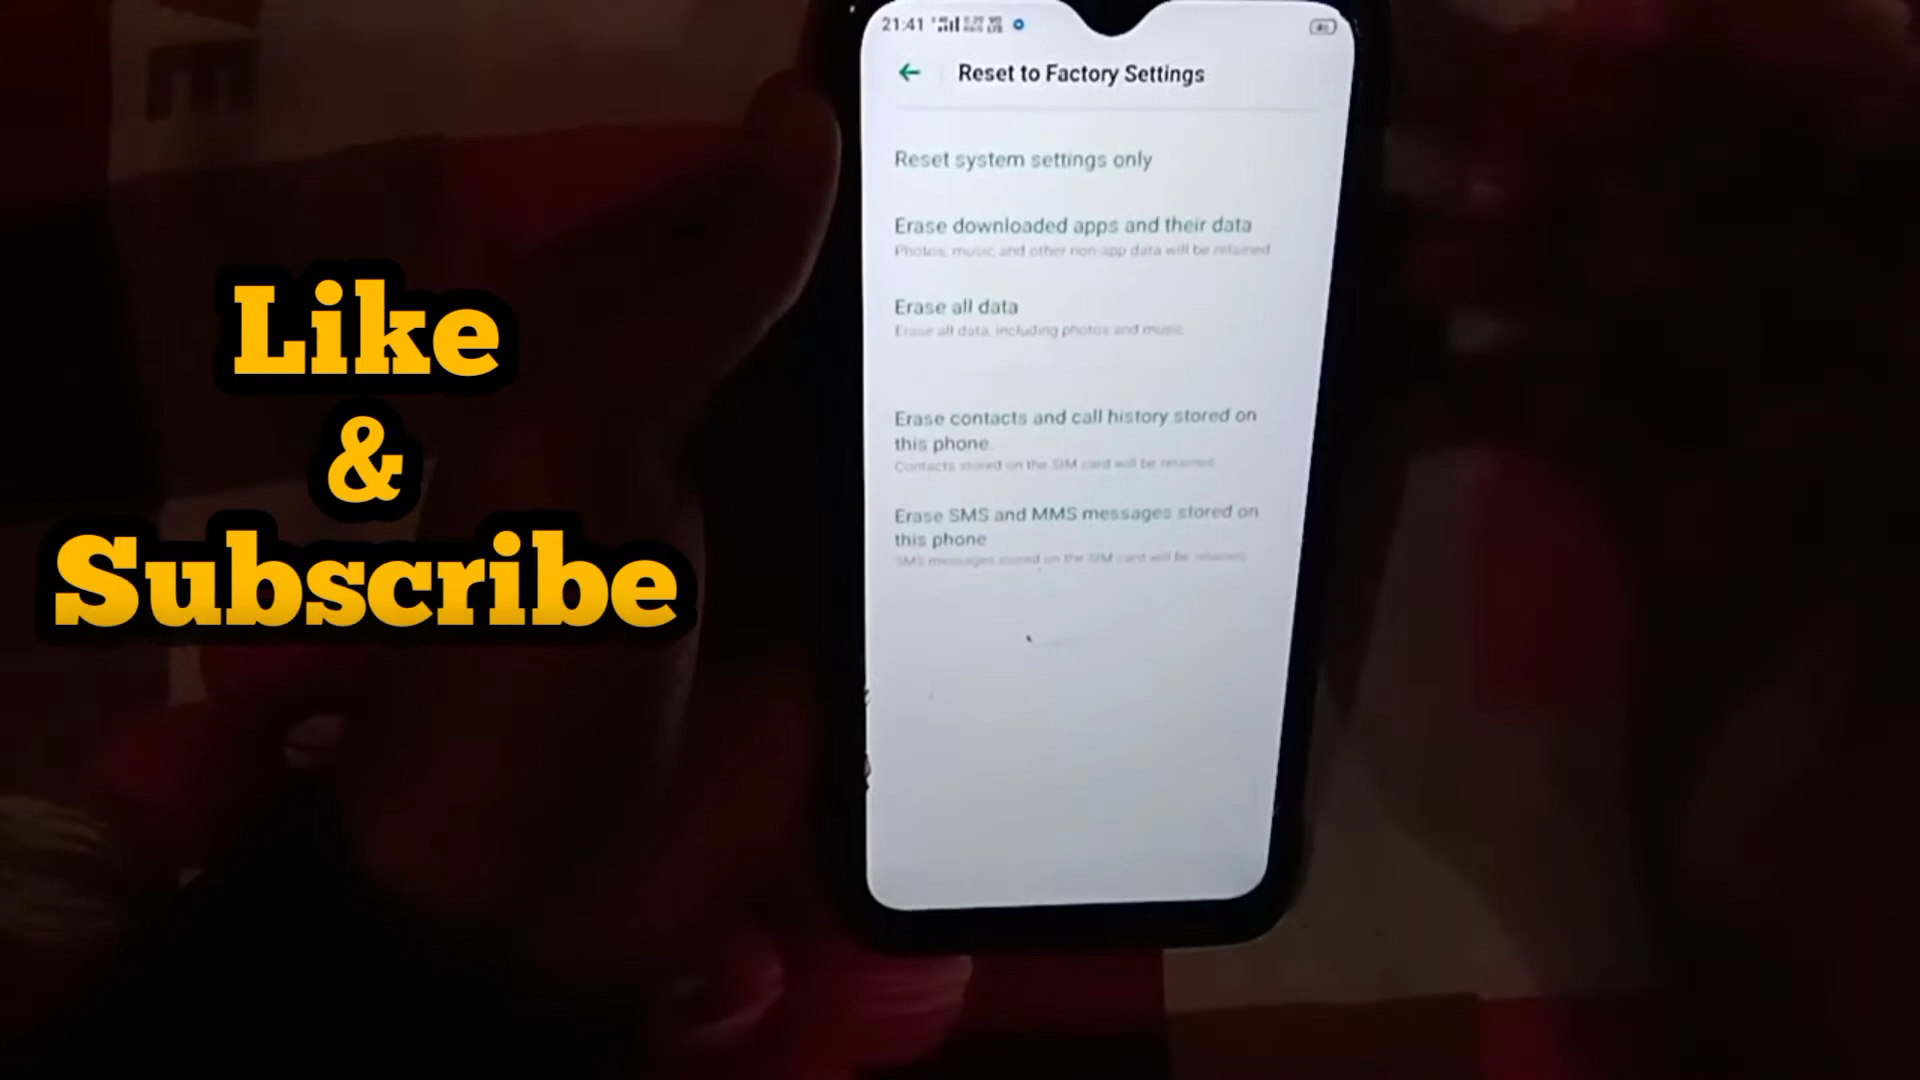 Like
&
Subscribe
21:41
Reset to Factory Settings
Reset system settings only
Erase downloaded apps and their data
Photos, music and other non-app data will be retained
Erase all data
Erase all data, including photos and music
Erase contacts and call history stored on
this phone.
Contacts stored on the SIM card will be retained
Erase SMS and MMS messages stored on
this phone
SMS messages stored on the SIM card will be retained